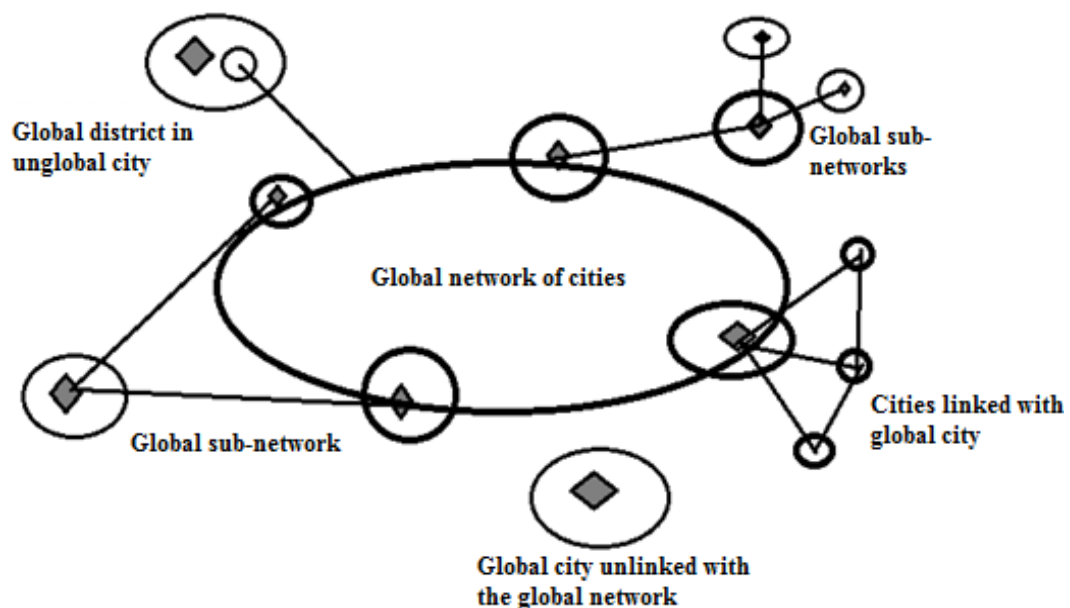 Global district in
unglobal city
Global sub-
networks
Global network of cities
Cities linked with
global city
Global sub-network
Global city unlinked with
the global network